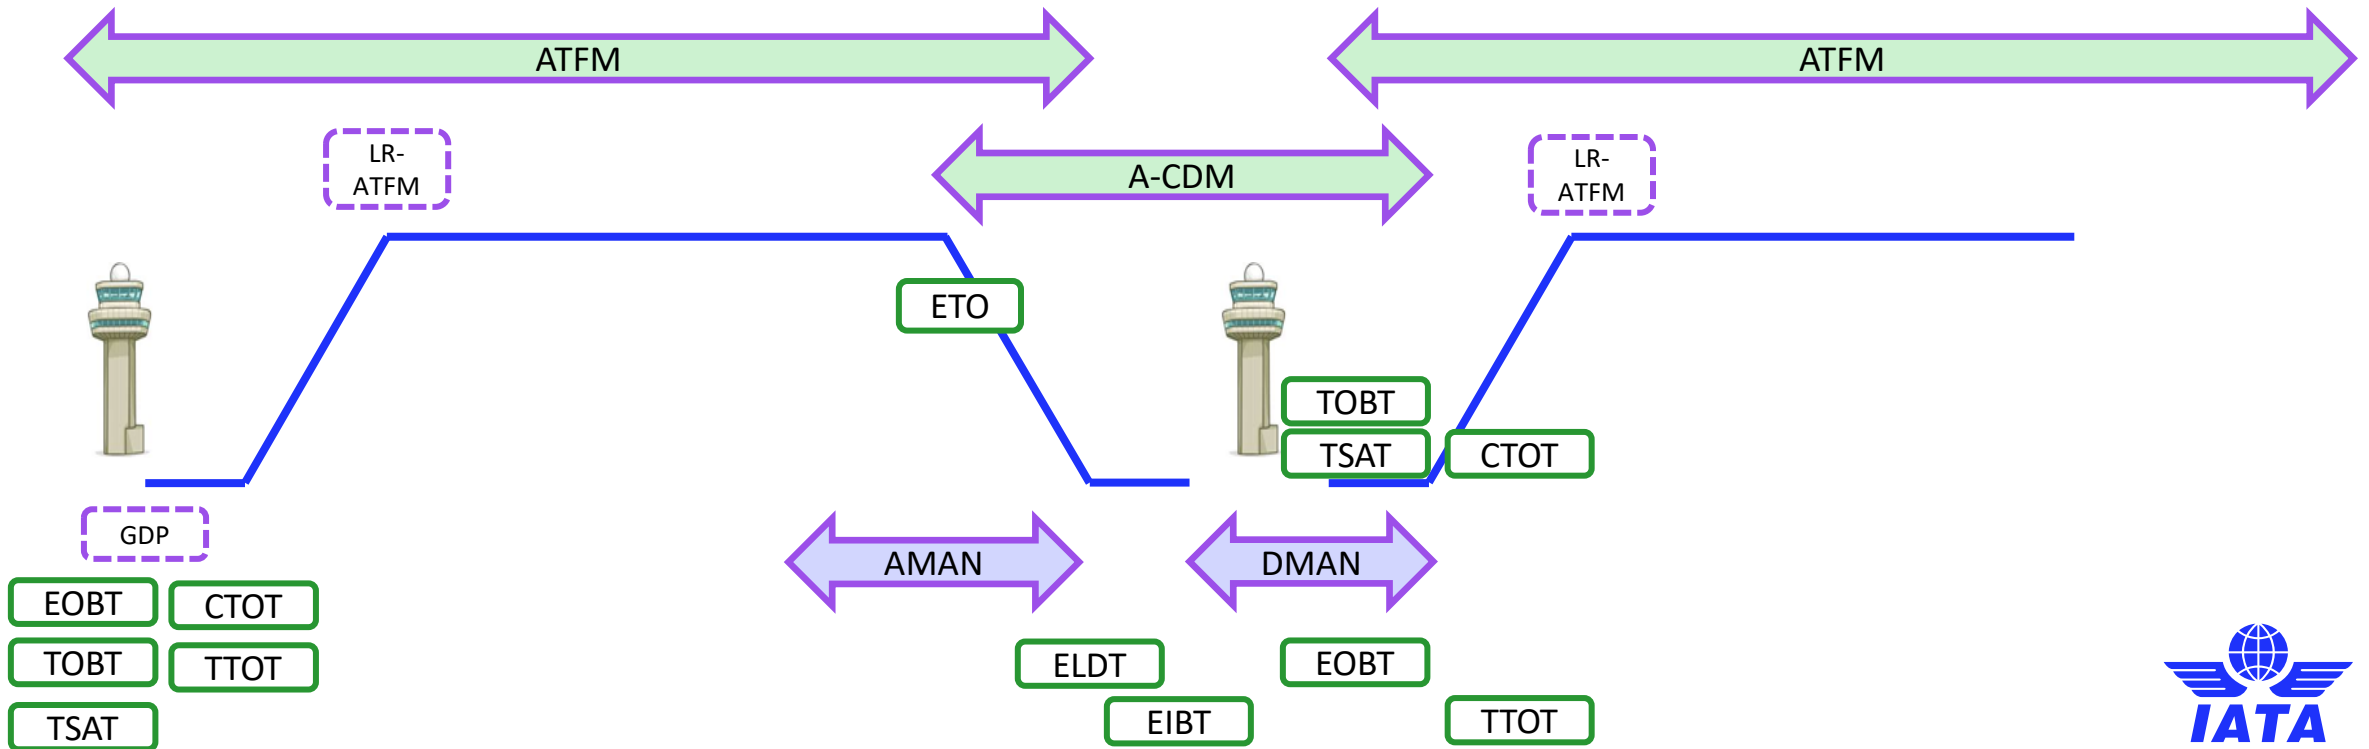 ATFM
ATFM
LR-
ATFM
A-CDM
LR-
ATFM
ETO
TOBT
TSAT
CTOT
GDP
AMAN
DMAN
EOBT
CTOT
TOBT
TTOT
TSAT
ELDT
EOBT
EIBT
TTOT
IATA